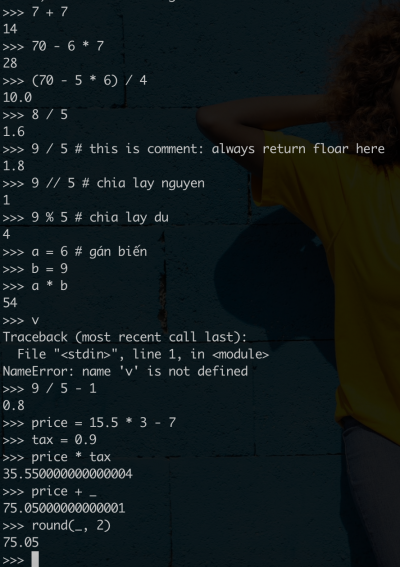 >>> 7 + 7
14
>>> 70 - 6 * 7
28
>>> (70 - 5 * 6) / 4
10.0
>>> 8 / 5
1.6
>>> 9 / 5 # this is comment: always return floar here
1.8
>>> 9 // 5 # chia lay nguyen
1
>>> 9 % 5 # chia lay du
4
>>> a = 6 # gán biến
>>> b = 9
>>> a * b
54
>>> v
Traceback (most recent call last):
  File "<stdin>", line 1, in <module>
NameError: name 'v' is not defined
>>> 9 / 5 - 1
0.8
>>> price = 15.5 * 3 - 7
>>> tax = 0.9
>>> price * tax
35.550000000000004
>>> price + _
75.05000000000001
>>> round(_, 2)
75.05
>>>